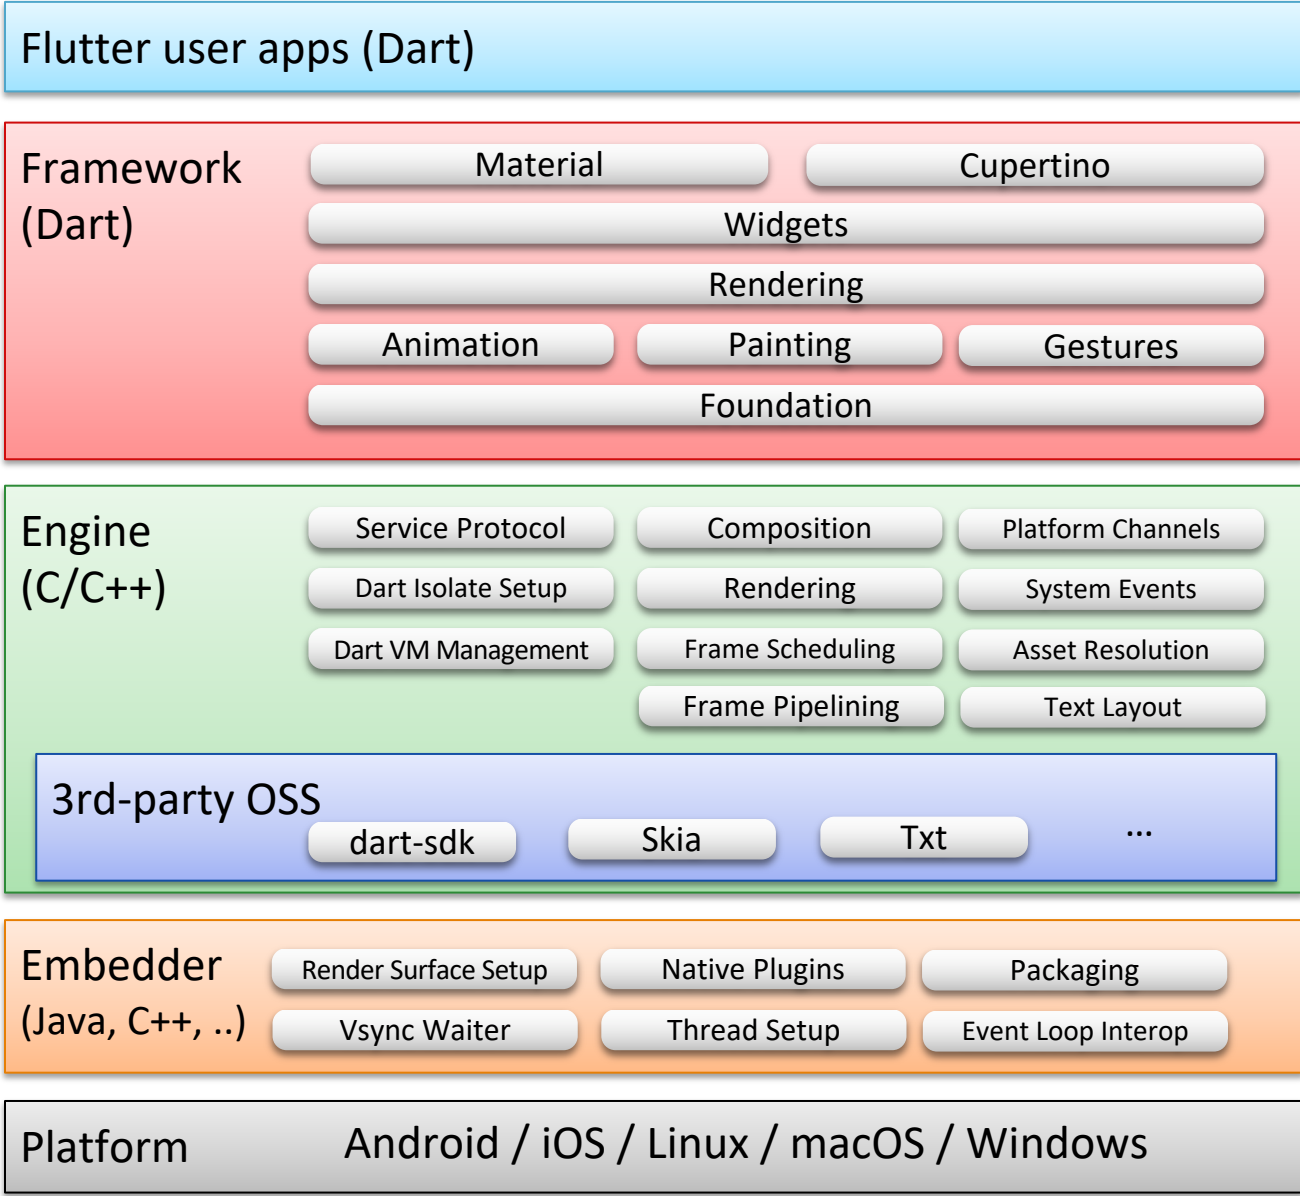 Flutter user apps (Dart)
Framework
(Dart)
Material
Cupertino
Widgets
Rendering
Animation
Painting
Gestures
Foundation
Engine
(C/C++)
Service Protocol
Composition
Platform Channels
Dart Isolate Setup
Rendering
System Events
Dart VM Management
Frame Scheduling
Asset Resolution
Frame Pipelining
Text Layout
3rd-party OSS
dart-sdk
Skia
Txt
...
Embedder
(Java, C++, ..)
Render Surface Setup
Native Plugins
Packaging
Vsync Waiter
Thread Setup
Event Loop Interop
Platform
Android / iOS / Linux / macOS / Windows